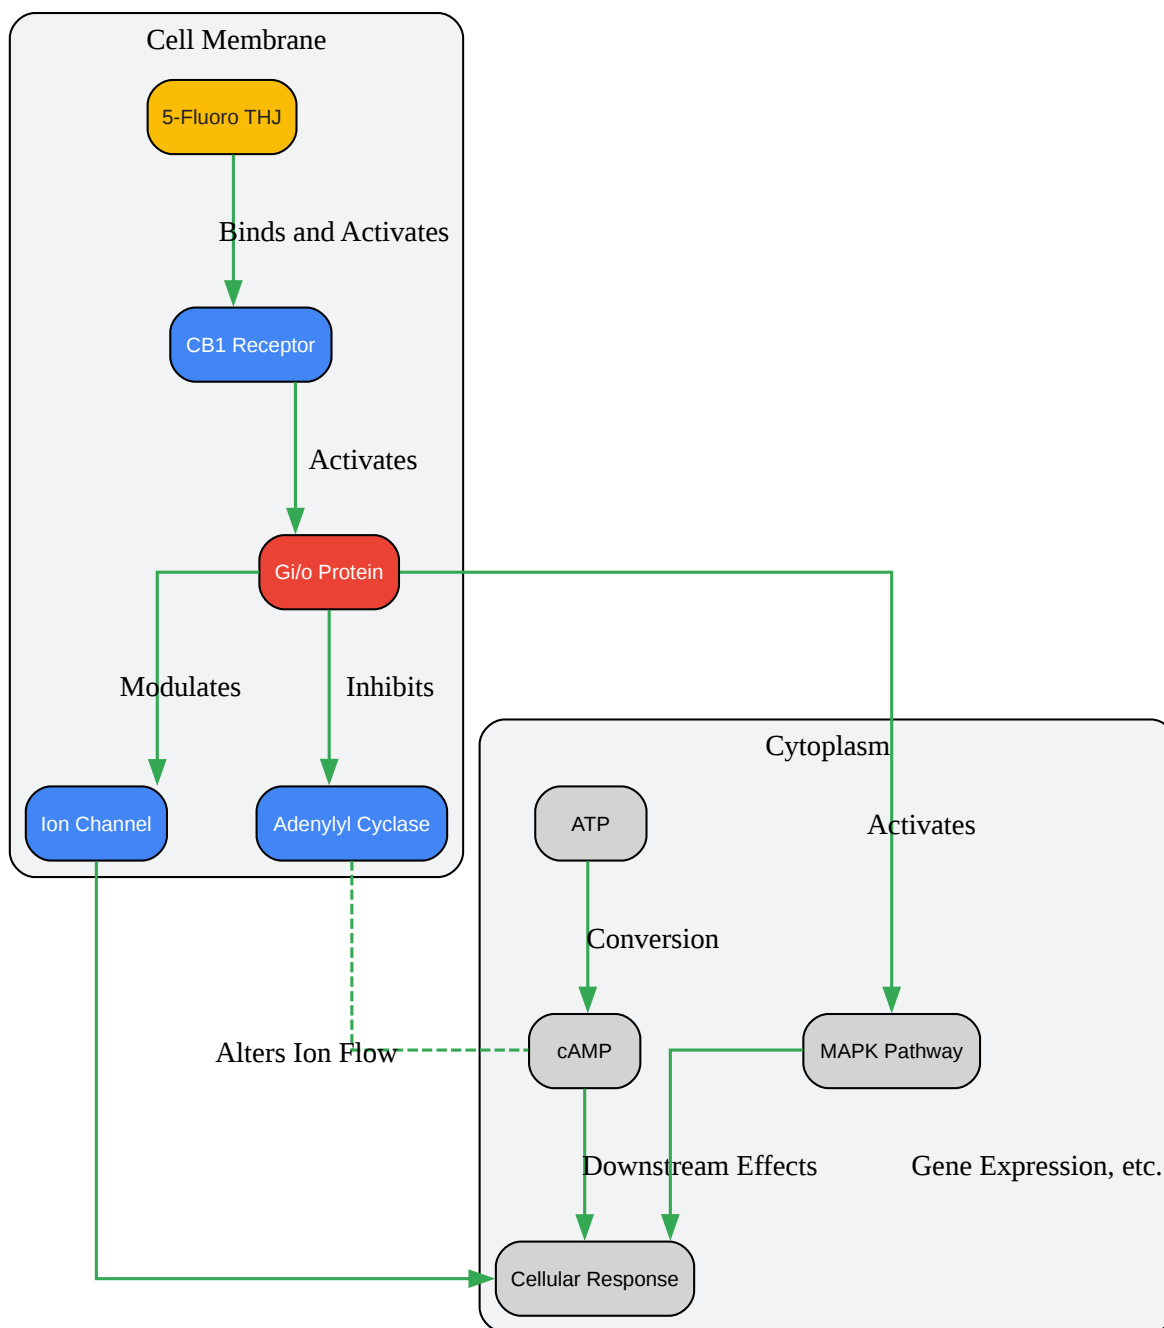 Cell Membrane
5-Fluoro THJ
Binds and Activates
CB1 Receptor
Activates
Gi/o Protein
Modulates
Inhibits
Cytoplasm
Ion Channel
Adenylyl Cyclase
ATP
Activates
Conversion
Alters Ion Flow
cAMP
MAPK Pathway
Downstream Effects
Gene Expression, etc.
Cellular Response